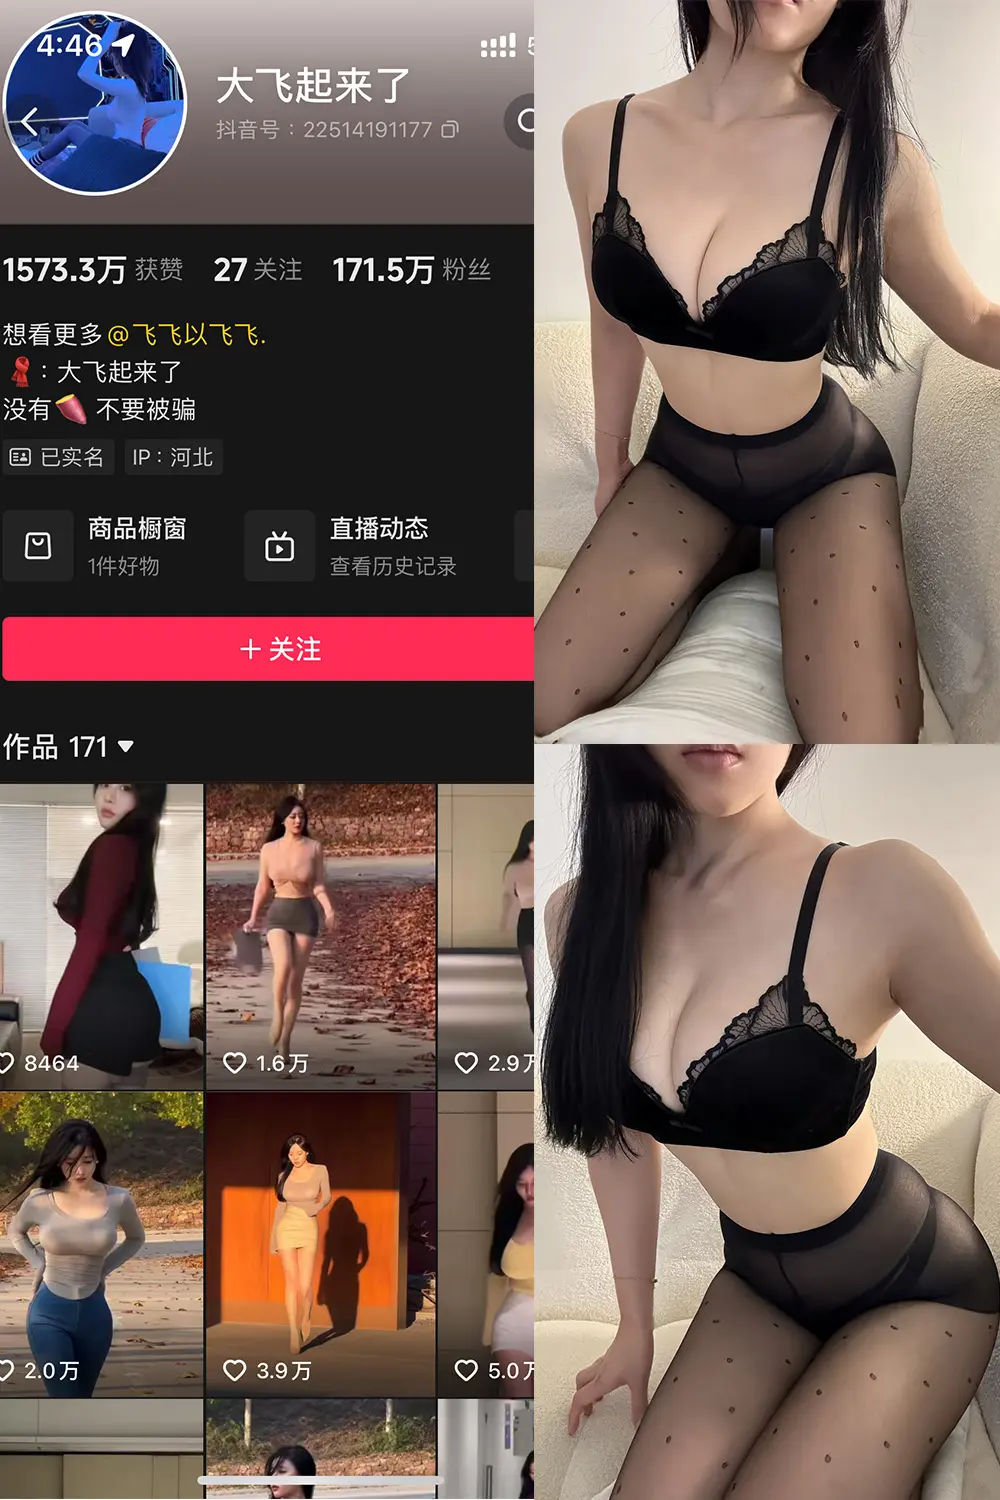 4:46
大飞起来了
抖音号：22514191177
1573.3万 获赞 27 关注 171.5万 粉丝
想看更多@飞飞以飞飞.
：大飞起来了
没有 不要被骗
已实名 IP：河北
商品橱窗 直播动态
1件好物 查看历史记录
+ 关注
作品 171
8464 1.6万 2.9万
2.0万 3.9万 5.0万